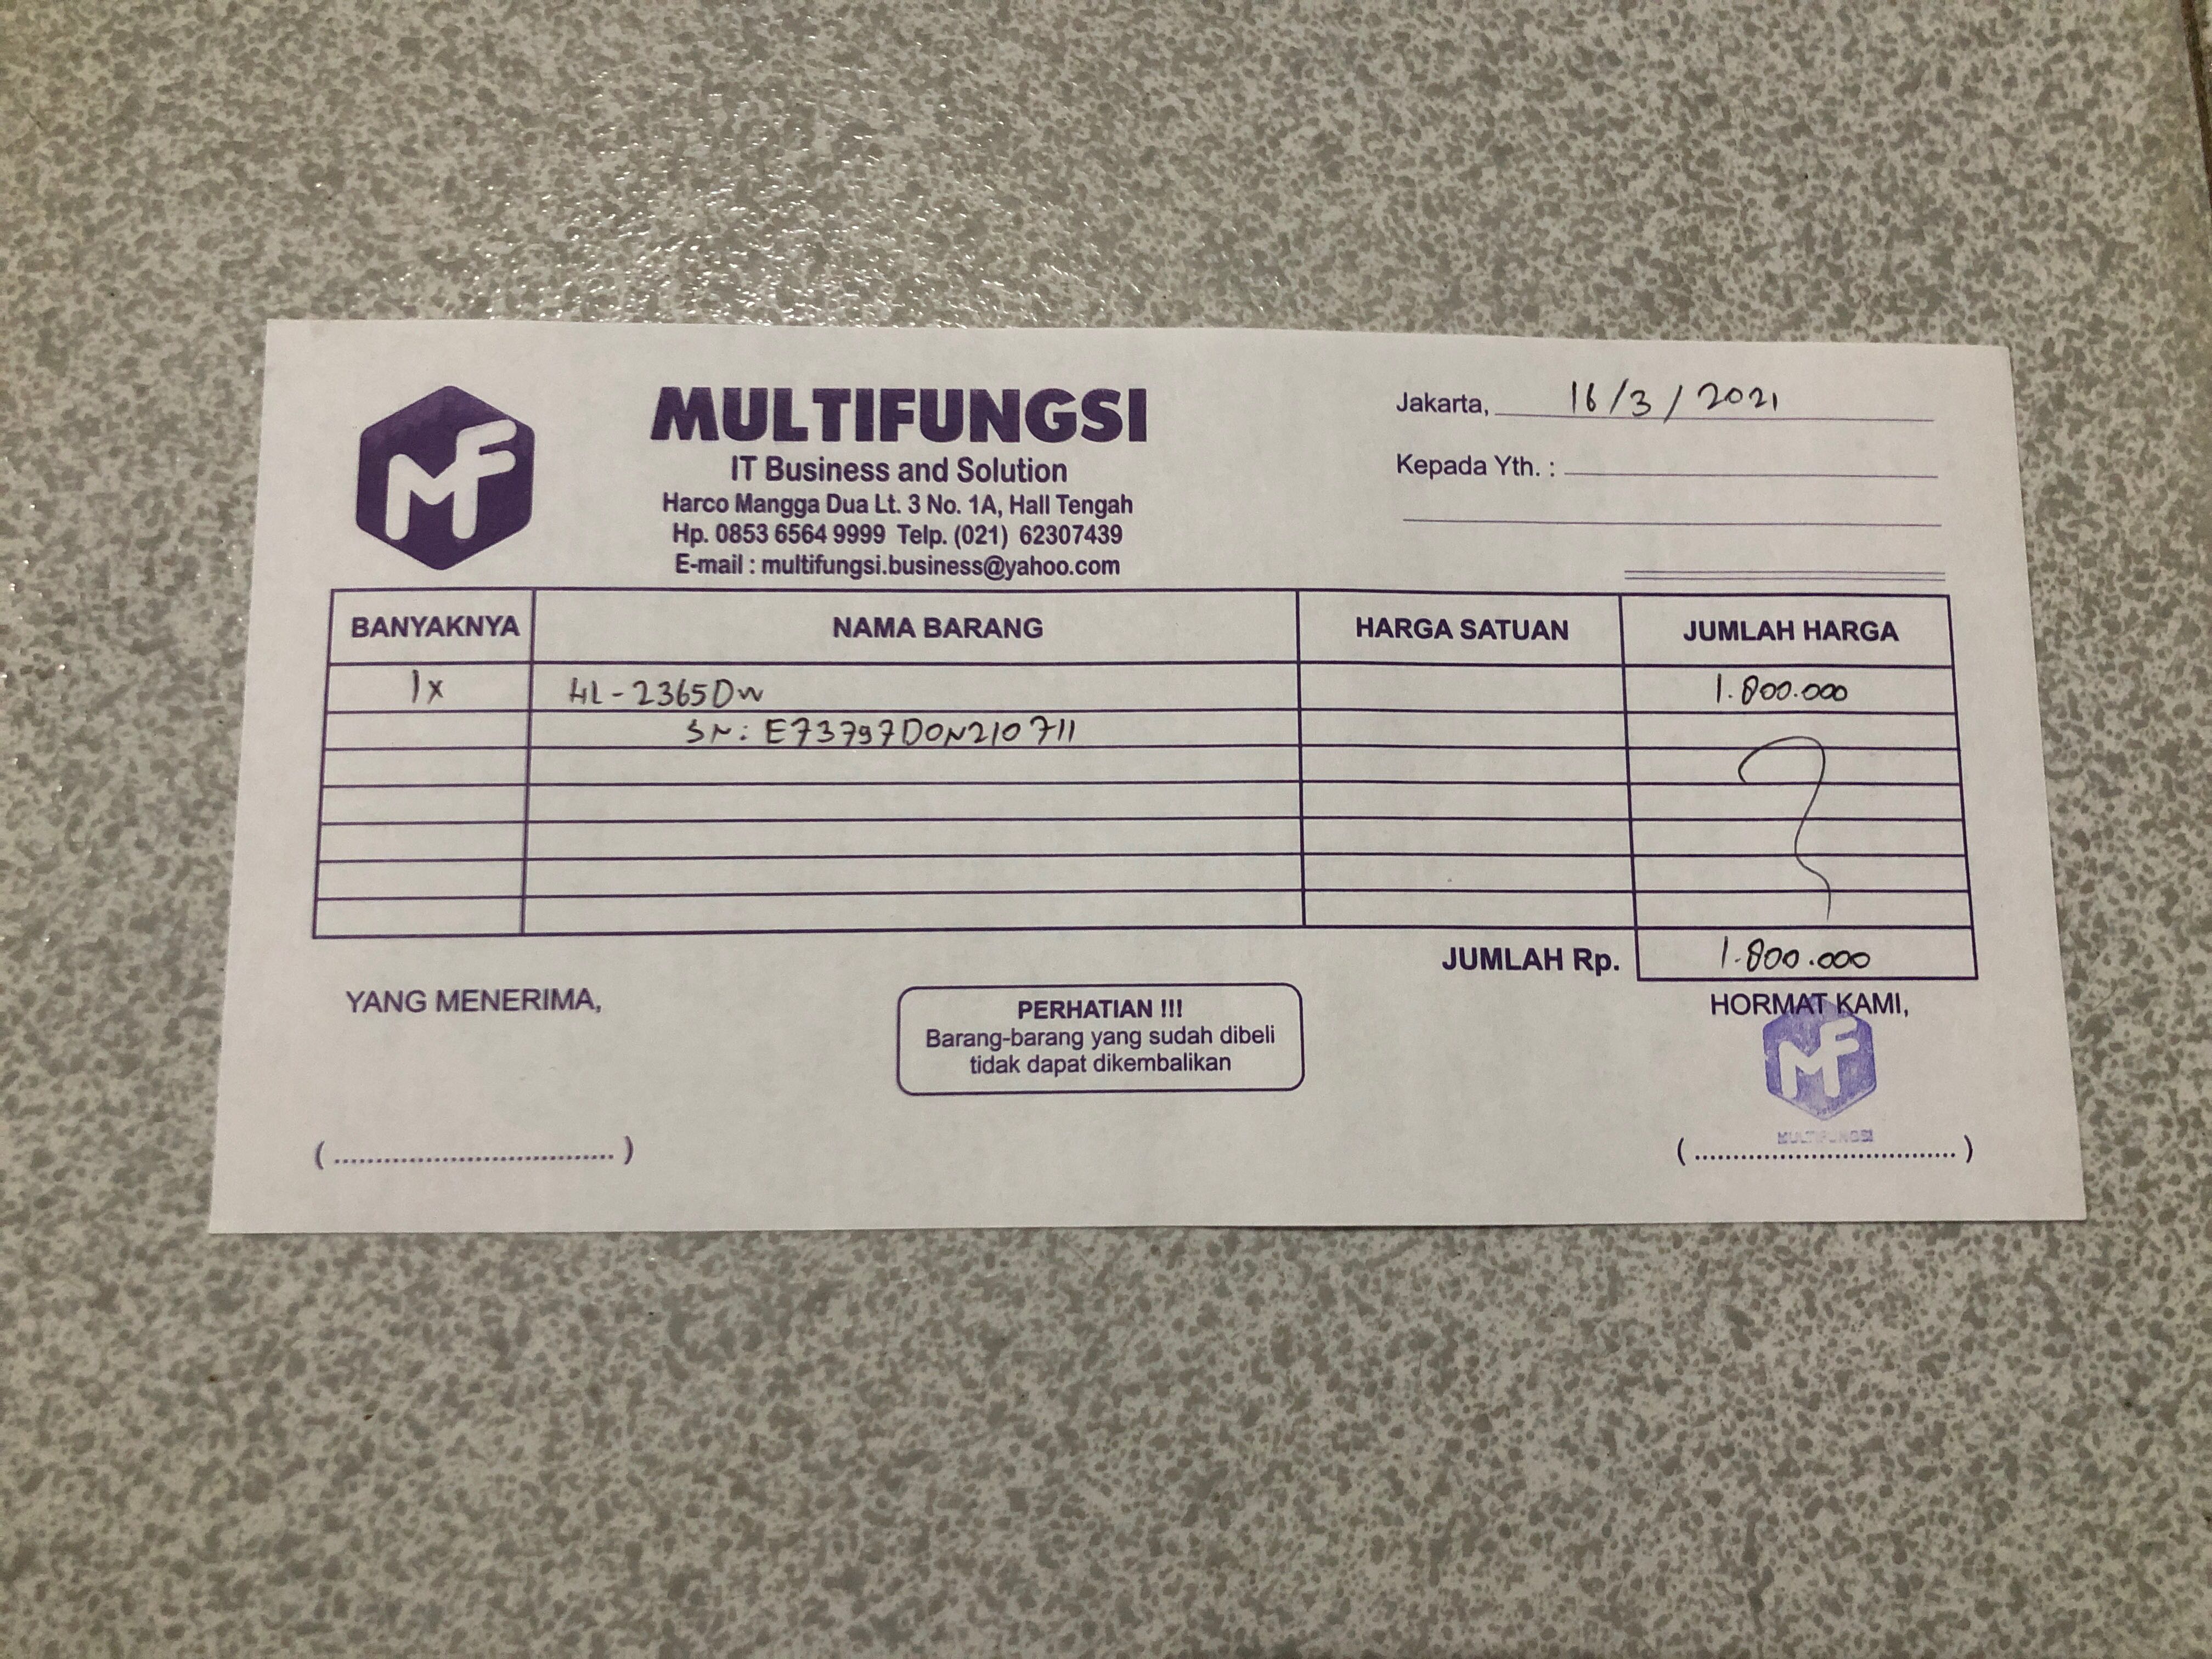 MF
MULTIFUNGSI
IT Business and Solution
Harco Mangga Dua Lt. 3 No. 1A, Hall Tengah
Hp. 0853 6564 9999 Telp. (021) 62307439
E-mail : multifungsi.business@yahoo.com
Jakarta, 16/3/2021
Kepada Yth. :
BANYAKNYA NAMA BARANG HARGA SATUAN JUMLAH HARGA
1x HL-2365DW 1.800.000
SN: E73797D0N210711
JUMLAH Rp. 1.800.000
YANG MENERIMA,
PERHATIAN !!!
Barang-barang yang sudah dibeli
tidak dapat dikembalikan
HORMAT KAMI,
MF
MULTIFUNGSI
(....................................)
(....................................)